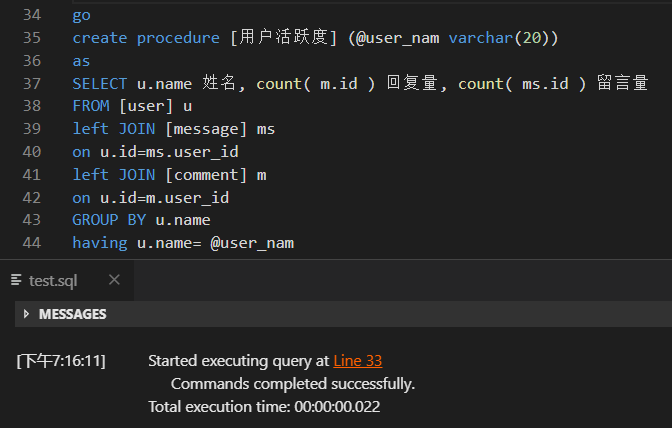 34 go
35 create procedure [用户活跃度] (@user_nam varchar(20))
36 as
37 SELECT u.name 姓名, count( m.id ) 回复量, count( ms.id ) 留言量
38 FROM [user] u
39 left JOIN [message] ms
40 on u.id=ms.user_id
41 left JOIN [comment] m
42 on u.id=m.user_id
43 GROUP BY u.name
44 having u.name= @user_nam
test.sql
MESSAGES
[下午7:16:11] Started executing query at Line 33
Commands completed successfully.
Total execution time: 00:00:00.022